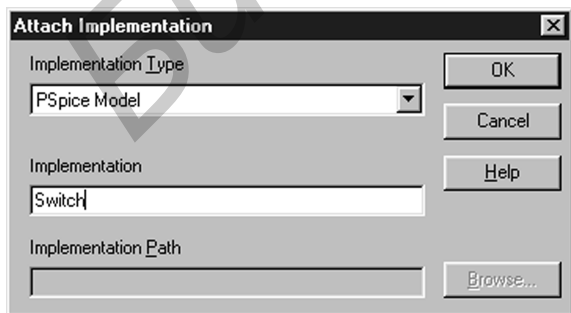 Attach Implementation
Implementation Type
PSpice Model
OK
Cancel
Implementation
Help
Switch
Implementation Path
Browse...